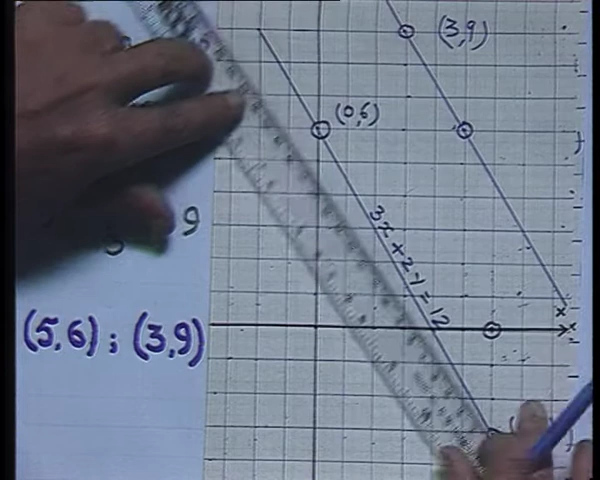 (3,9)
(0,6)
3x+2y=12
9
(5,6) ; (3,9)
x
x